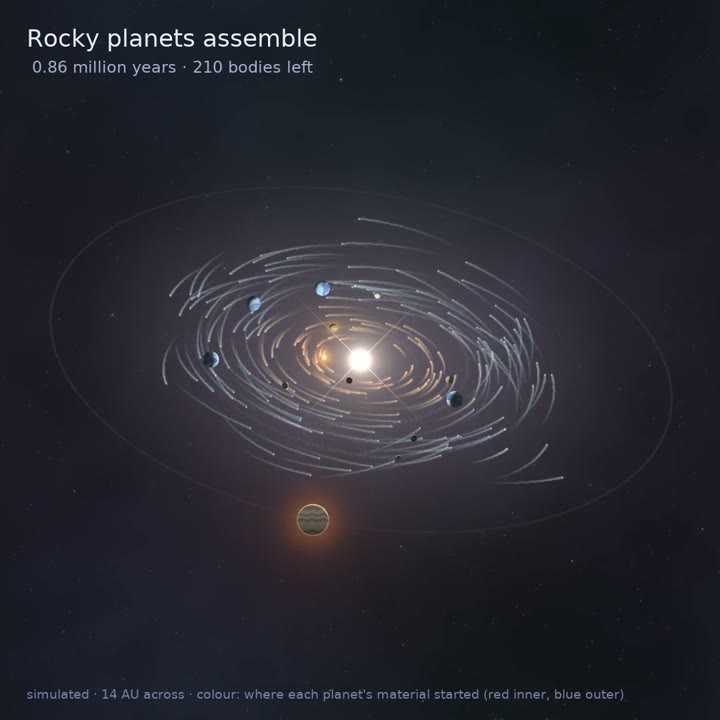 Rocky planets assemble
0.86 million years · 210 bodies left
simulated · 14 AU across · colour: where each planet's material started (red inner, blue outer)